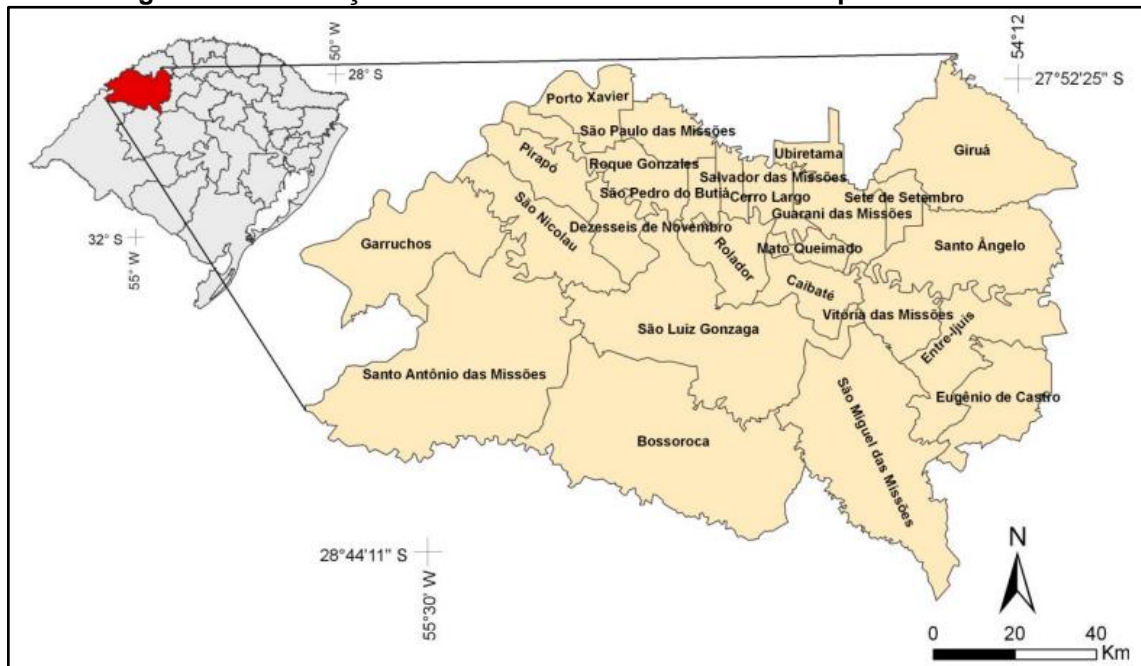 50° W
28° S
32° S
55° W
54°12
27°52'25" S
Porto Xavier
São Paulo das Missões
Pirapó
Roque Gonzales
Ubiretama
Giruá
Salvador das Missões
São Pedro do Butiá
Cerro Largo
Sete de Setembro
Guarani das Missões
São Nicolau
Dezesseis de Novembro
Rolador
Mato Queimado
Santo Ângelo
Garruchos
Caibaté
Vitória das Missões
São Luiz Gonzaga
Entre-Ijuis
Santo Antônio das Missões
São Miguel das Missões
Eugênio de Castro
Bossoroca
28°44'11" S
55°30' W
N
0 20 40
Km